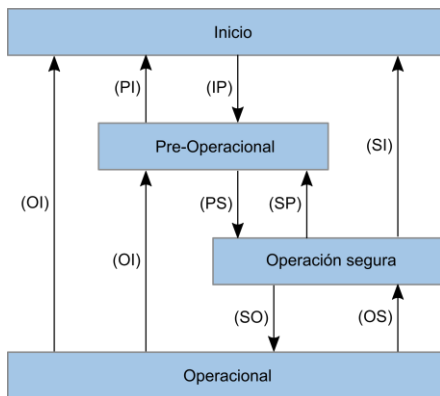 Inicio
(PI)
(IP)
Pre-Operacional
(SI)
(OI)
(OI)
(PS)
(SP)
Operación segura
(SO)
(OS)
Operacional